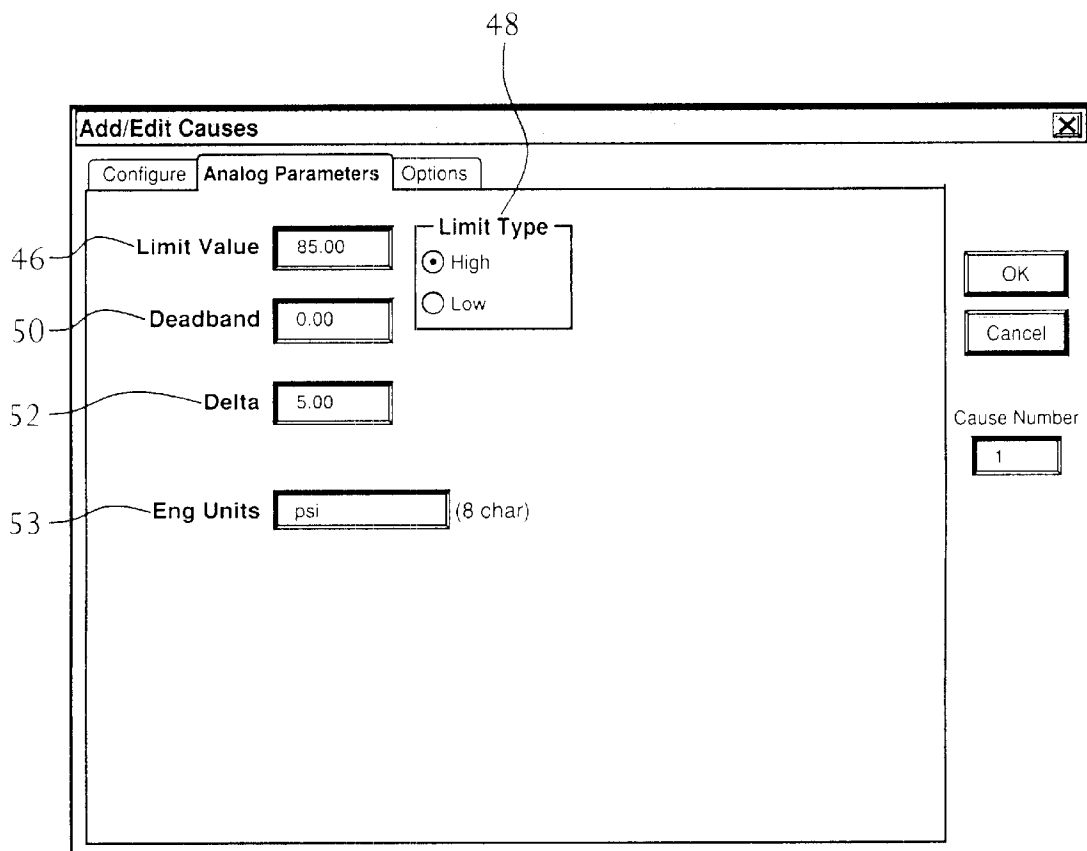 48
Add/Edit Causes
Configure Analog Parameters Options
46 Limit Value 85.00 Limit Type
High
Low
OK
50 Deadband 0.00
Cancel
52 Delta 5.00
Cause Number
1
53 Eng Units psi (8 char)